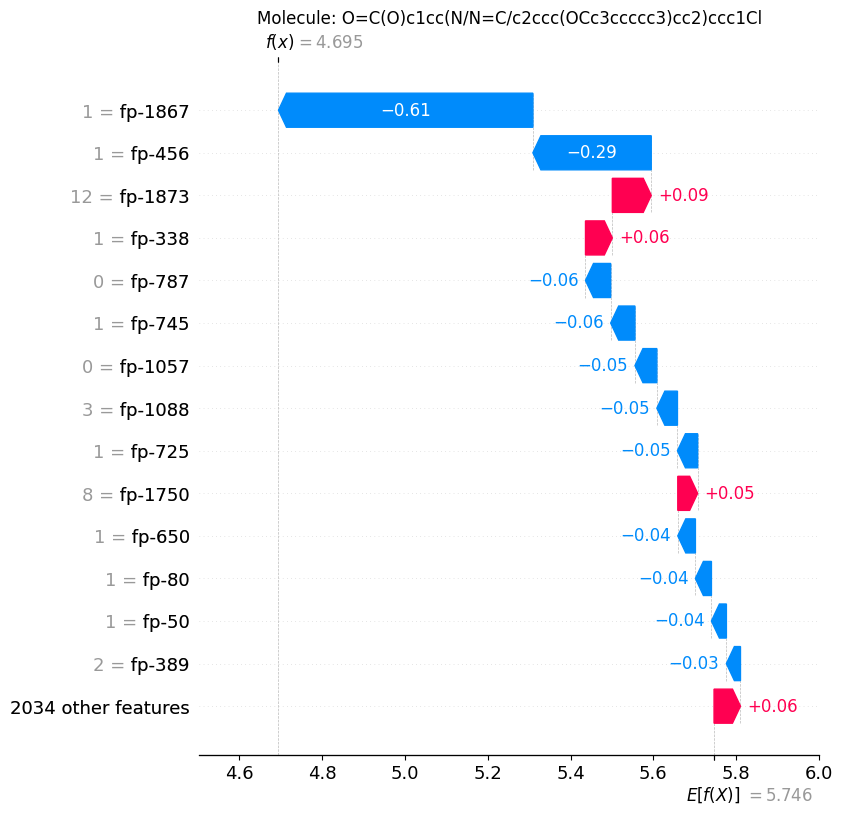 Molecule: O=C(O)c1cc(N/N=C/c2ccc(OCc3ccccc3)cc2)ccc1Cl
f(x) = 4.695
1 = fp-1867 −0.61
1 = fp-456 −0.29
12 = fp-1873 +0.09
1 = fp-338 +0.06
0 = fp-787 −0.06
1 = fp-745 −0.06
0 = fp-1057 −0.05
3 = fp-1088 −0.05
1 = fp-725 −0.05
8 = fp-1750 +0.05
1 = fp-650 −0.04
1 = fp-80 −0.04
1 = fp-50 −0.04
2 = fp-389 −0.03
2034 other features +0.06
4.6 4.8 5.0 5.2 5.4 5.6 5.8 6.0
E[f(X)] = 5.746